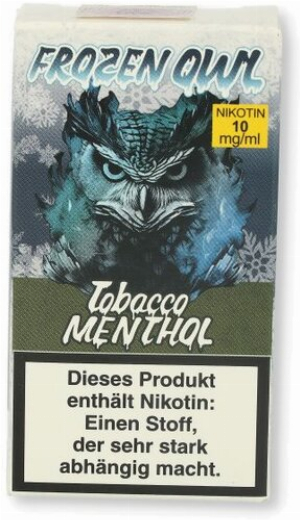 FROZEN OWL
NIKOTIN
10
mg/ml
Tobacco
MENTHOL
Dieses Produkt
enthält Nikotin:
Einen Stoff,
der sehr stark
abhängig macht.